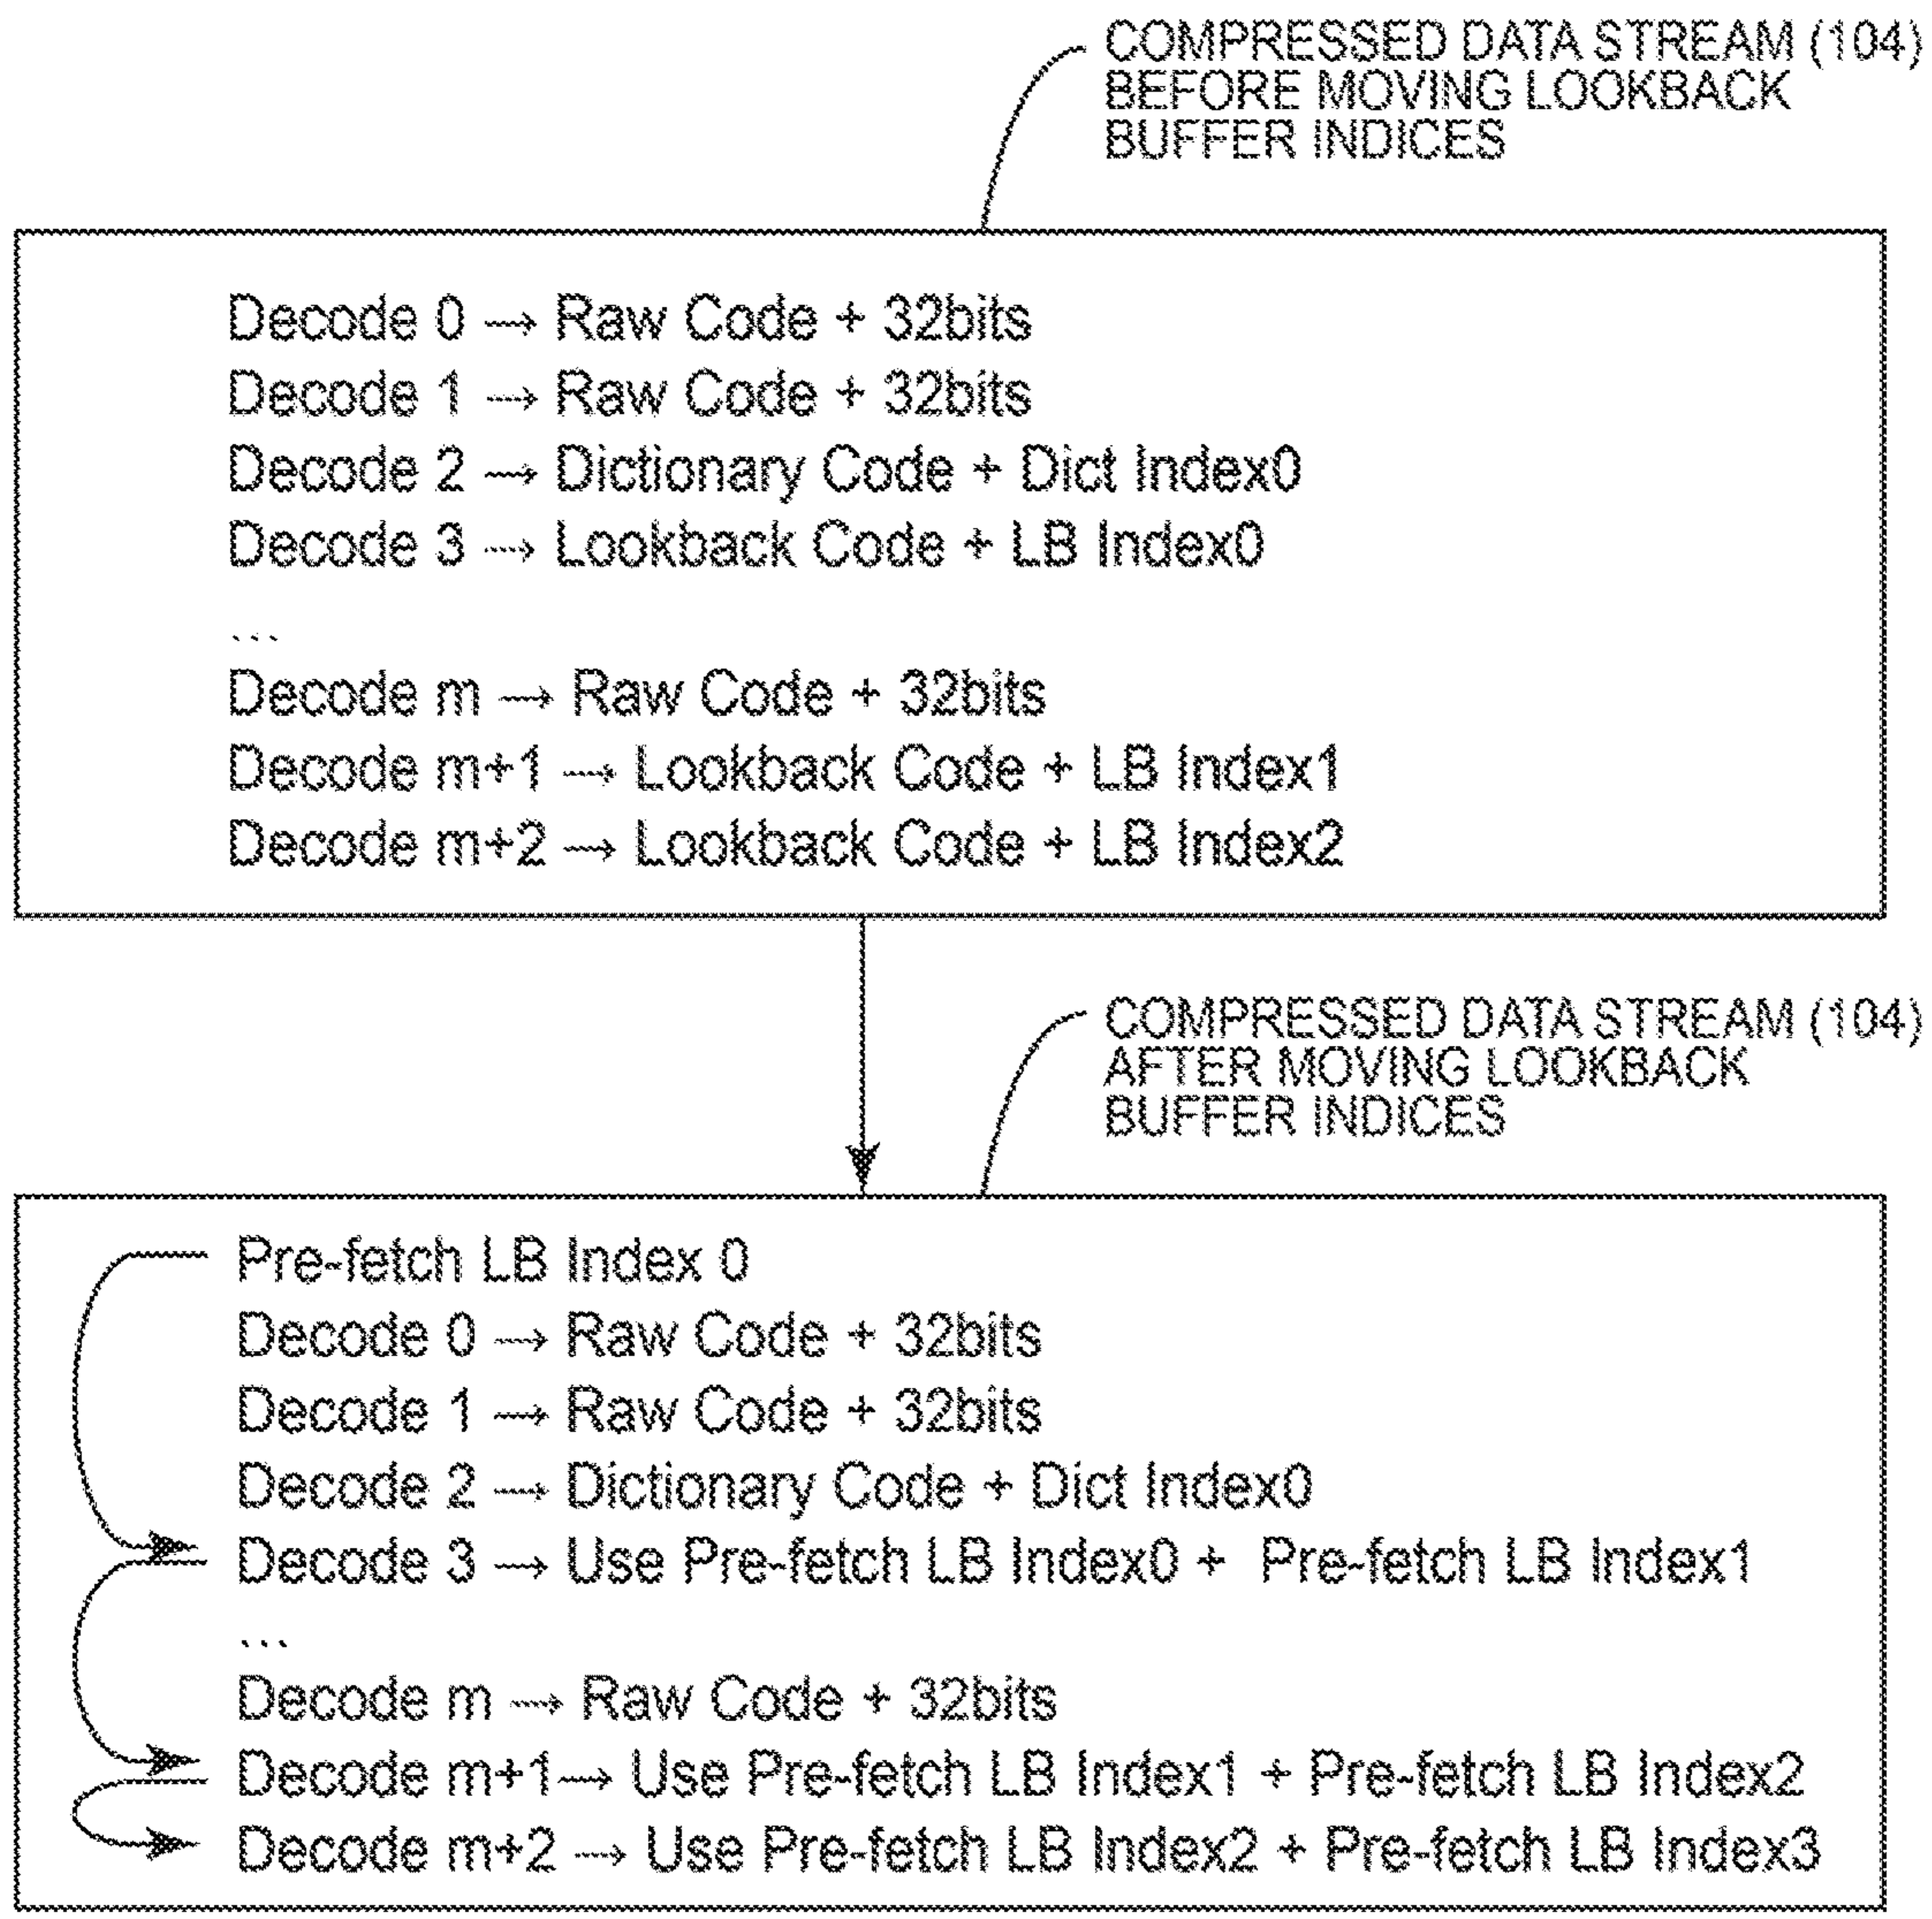 COMPRESSED DATA STREAM (104)
BEFORE MOVING LOOKBACK
BUFFER INDICES
Decode 0 → Raw Code + 32bits
Decode 1 → Raw Code + 32bits
Decode 2 → Dictionary Code + Dict Index0
Decode 3 → Lookback Code + LB Index0
...
Decode m → Raw Code + 32bits
Decode m+1 → Lookback Code + LB Index1
Decode m+2 → Lookback Code + LB Index2
COMPRESSED DATA STREAM (104)
AFTER MOVING LOOKBACK
BUFFER INDICES
Pre-fetch LB Index 0
Decode 0 → Raw Code + 32bits
Decode 1 → Raw Code + 32bits
Decode 2 → Dictionary Code + Dict Index0
Decode 3 → Use Pre-fetch LB Index0 + Pre-fetch LB Index1
...
Decode m → Raw Code + 32bits
Decode m+1→ Use Pre-fetch LB Index1 + Pre-fetch LB Index2
Decode m+2 → Use Pre-fetch LB Index2 + Pre-fetch LB Index3